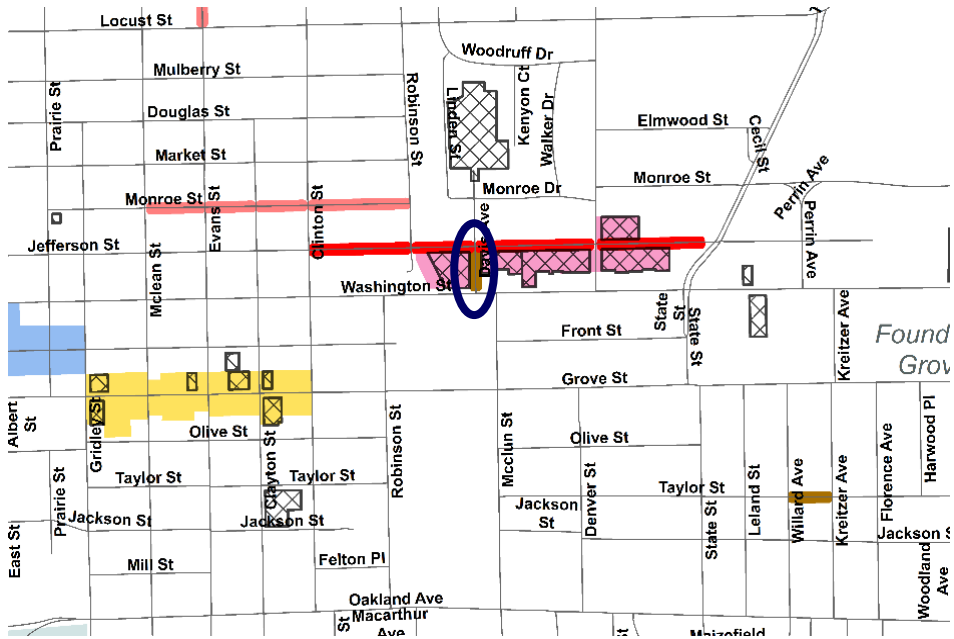 Locust St
Woodruff Dr
Mulberry St
Prairie St
Robinson St
Linden St
Kenyon Ct
Walker Dr
Douglas St
Elmwood St
Cecil St
Market St
Monroe St
Monroe Dr
Monroe St
Perrin Ave
Perrin Ave
Evans St
Clinton St
Davis Ave
Jefferson St
Mclean St
Washington St
State St
State St
Front St
Kreitzer Ave
Found
Grov
Grove St
Albert St
Gridley St
Olive St
Clayton St
Robinson St
Mcclun St
Olive St
Denver St
Harwood Pl
Florence Ave
Prairie St
Taylor St
Taylor St
Taylor St
State St
Leland St
Willard Ave
Kreitzer Ave
East St
Jackson St
Jackson St
Jackson
St
Jackson S
Mill St
Felton Pl
Woodland
Ave
Oakland Ave
St
Macarthur
Ave
St
Maizefield